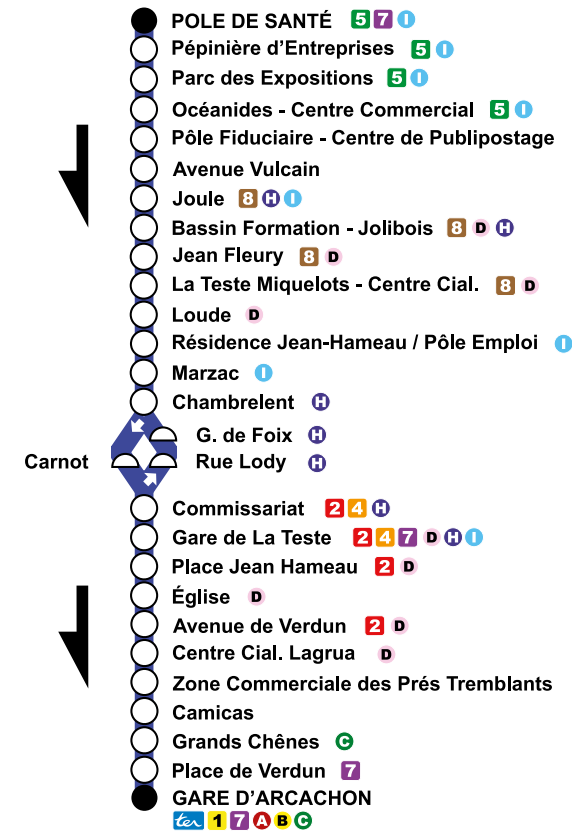 POLE DE SANTÉ 5 7 I
Pépinière d'Entreprises 5 I
Parc des Expositions 5 I
Océanides - Centre Commercial 5 I
Pôle Fiduciaire - Centre de Publipostage
Avenue Vulcain
Joule 8 H I
Bassin Formation - Jolibois 8 D H
Jean Fleury 8 D
La Teste Miquelots - Centre Cial. 8 D
Loude D
Résidence Jean-Hameau / Pôle Emploi I
Marzac I
Chambrelent H
G. de Foix H
Carnot Rue Lody H
Commissariat 2 4 H
Gare de La Teste 2 4 7 D H I
Place Jean Hameau 2 D
Église D
Avenue de Verdun 2 D
Centre Cial. Lagrua D
Zone Commerciale des Prés Tremblants
Camicas
Grands Chênes C
Place de Verdun 7
GARE D'ARCACHON
ter 1 7 A B C